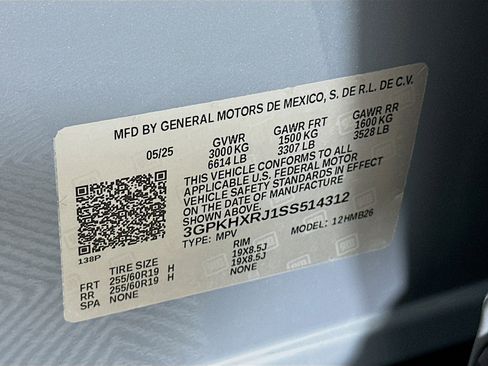 MFD BY GENERAL MOTORS DE MEXICO, S. DE R.L. DE C.V.
05/25 GVWR GAWR FRT GAWR RR
3000 KG 1500 KG 1600 KG
6614 LB 3307 LB 3528 LB
THIS VEHICLE CONFORMS TO ALL
APPLICABLE U.S. FEDERAL MOTOR
VEHICLE SAFETY STANDARDS IN EFFECT
ON THE DATE OF MANUFACTURE
SHOWN ABOVE.
3GPKHXRJ1SS514312
TYPE: MPV MODEL: 12HMB26
138P
TIRE SIZE RIM
FRT 255/60R19 H 19X8.5J
RR 255/60R19 H 19X8.5J
SPA NONE NONE